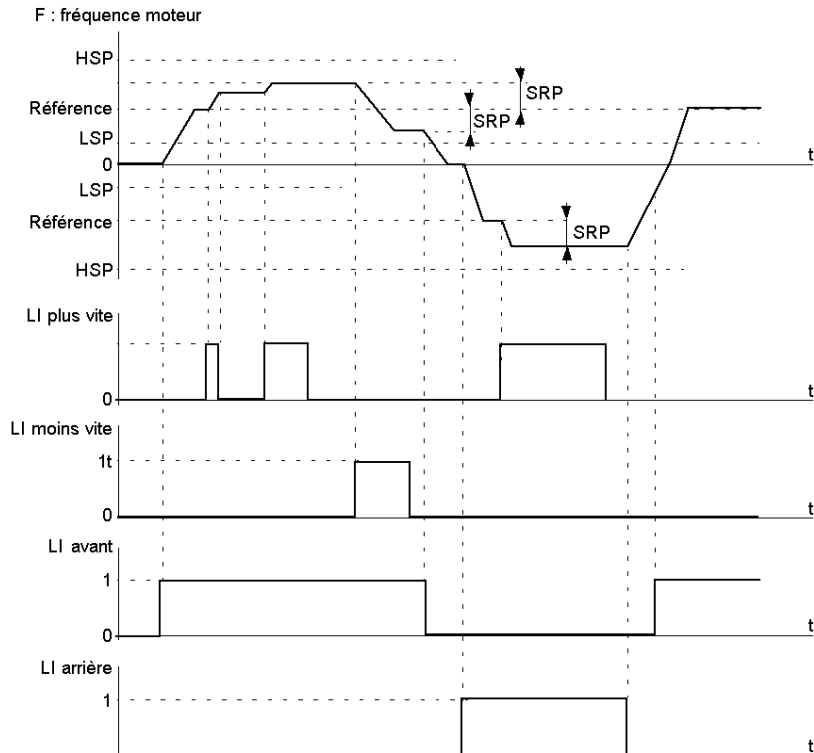 F : fréquence moteur
HSP
SRP
Référence
SRP
LSP
0
t
LSP
Référence
SRP
HSP
LI plus vite
0
t
LI moins vite
1t
0
t
LI avant
1
0
t
LI arrière
1
t